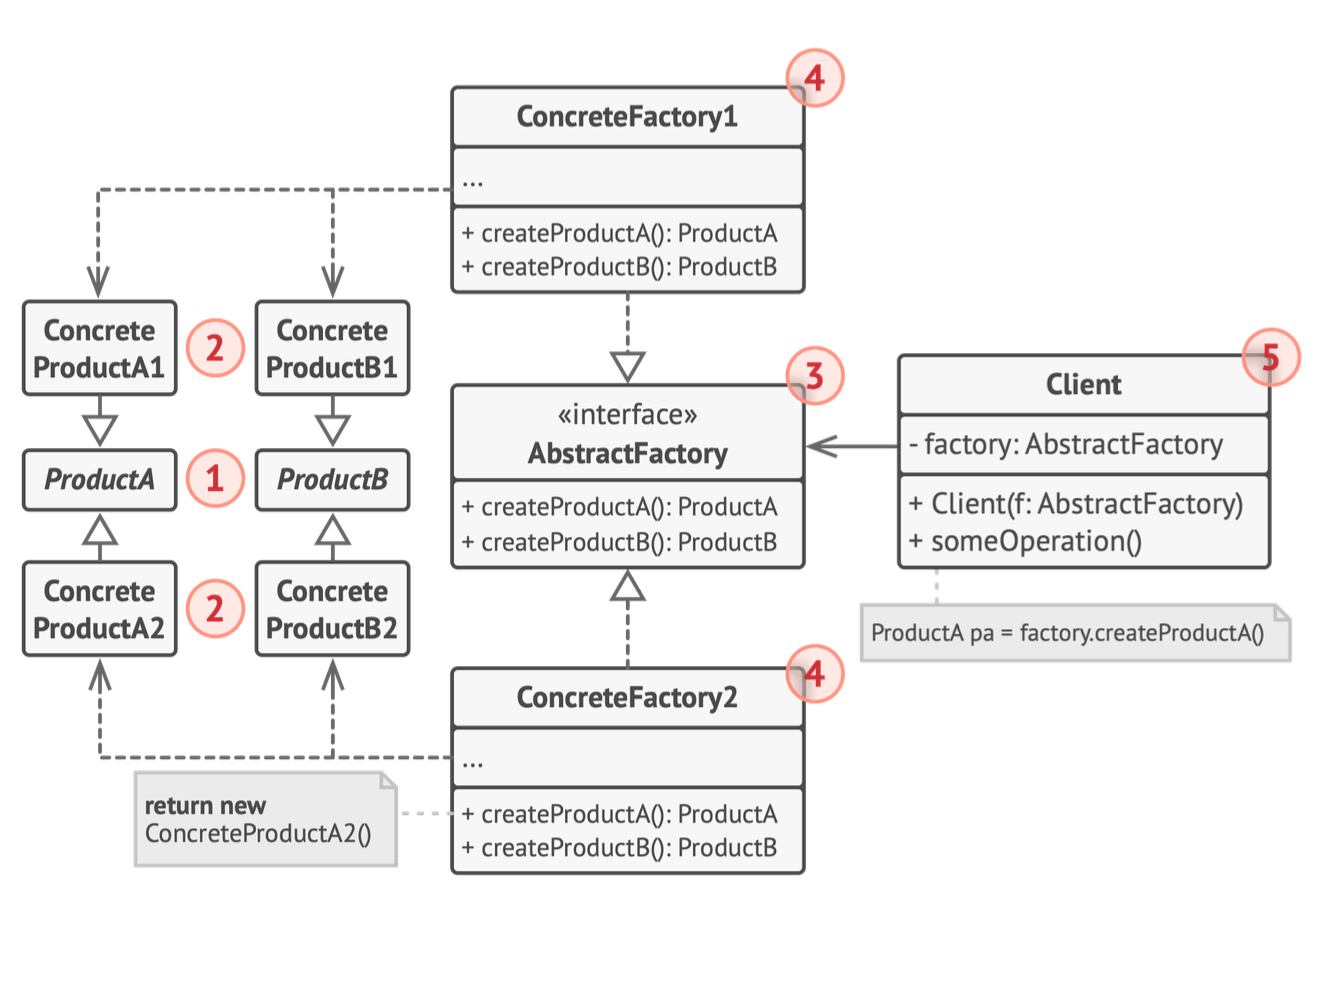 4
ConcreteFactory1
...
+ createProductA(): ProductA
+ createProductB(): ProductB
Concrete
ProductA1
2
Concrete
ProductB1
ProductA
1
ProductB
Concrete
ProductA2
2
Concrete
ProductB2
3
«interface»
AbstractFactory
+ createProductA(): ProductA
+ createProductB(): ProductB
5
Client
- factory: AbstractFactory
+ Client(f: AbstractFactory)
+ someOperation()
ProductA pa = factory.createProductA()
4
ConcreteFactory2
...
+ createProductA(): ProductA
+ createProductB(): ProductB
return new
ConcreteProductA2()